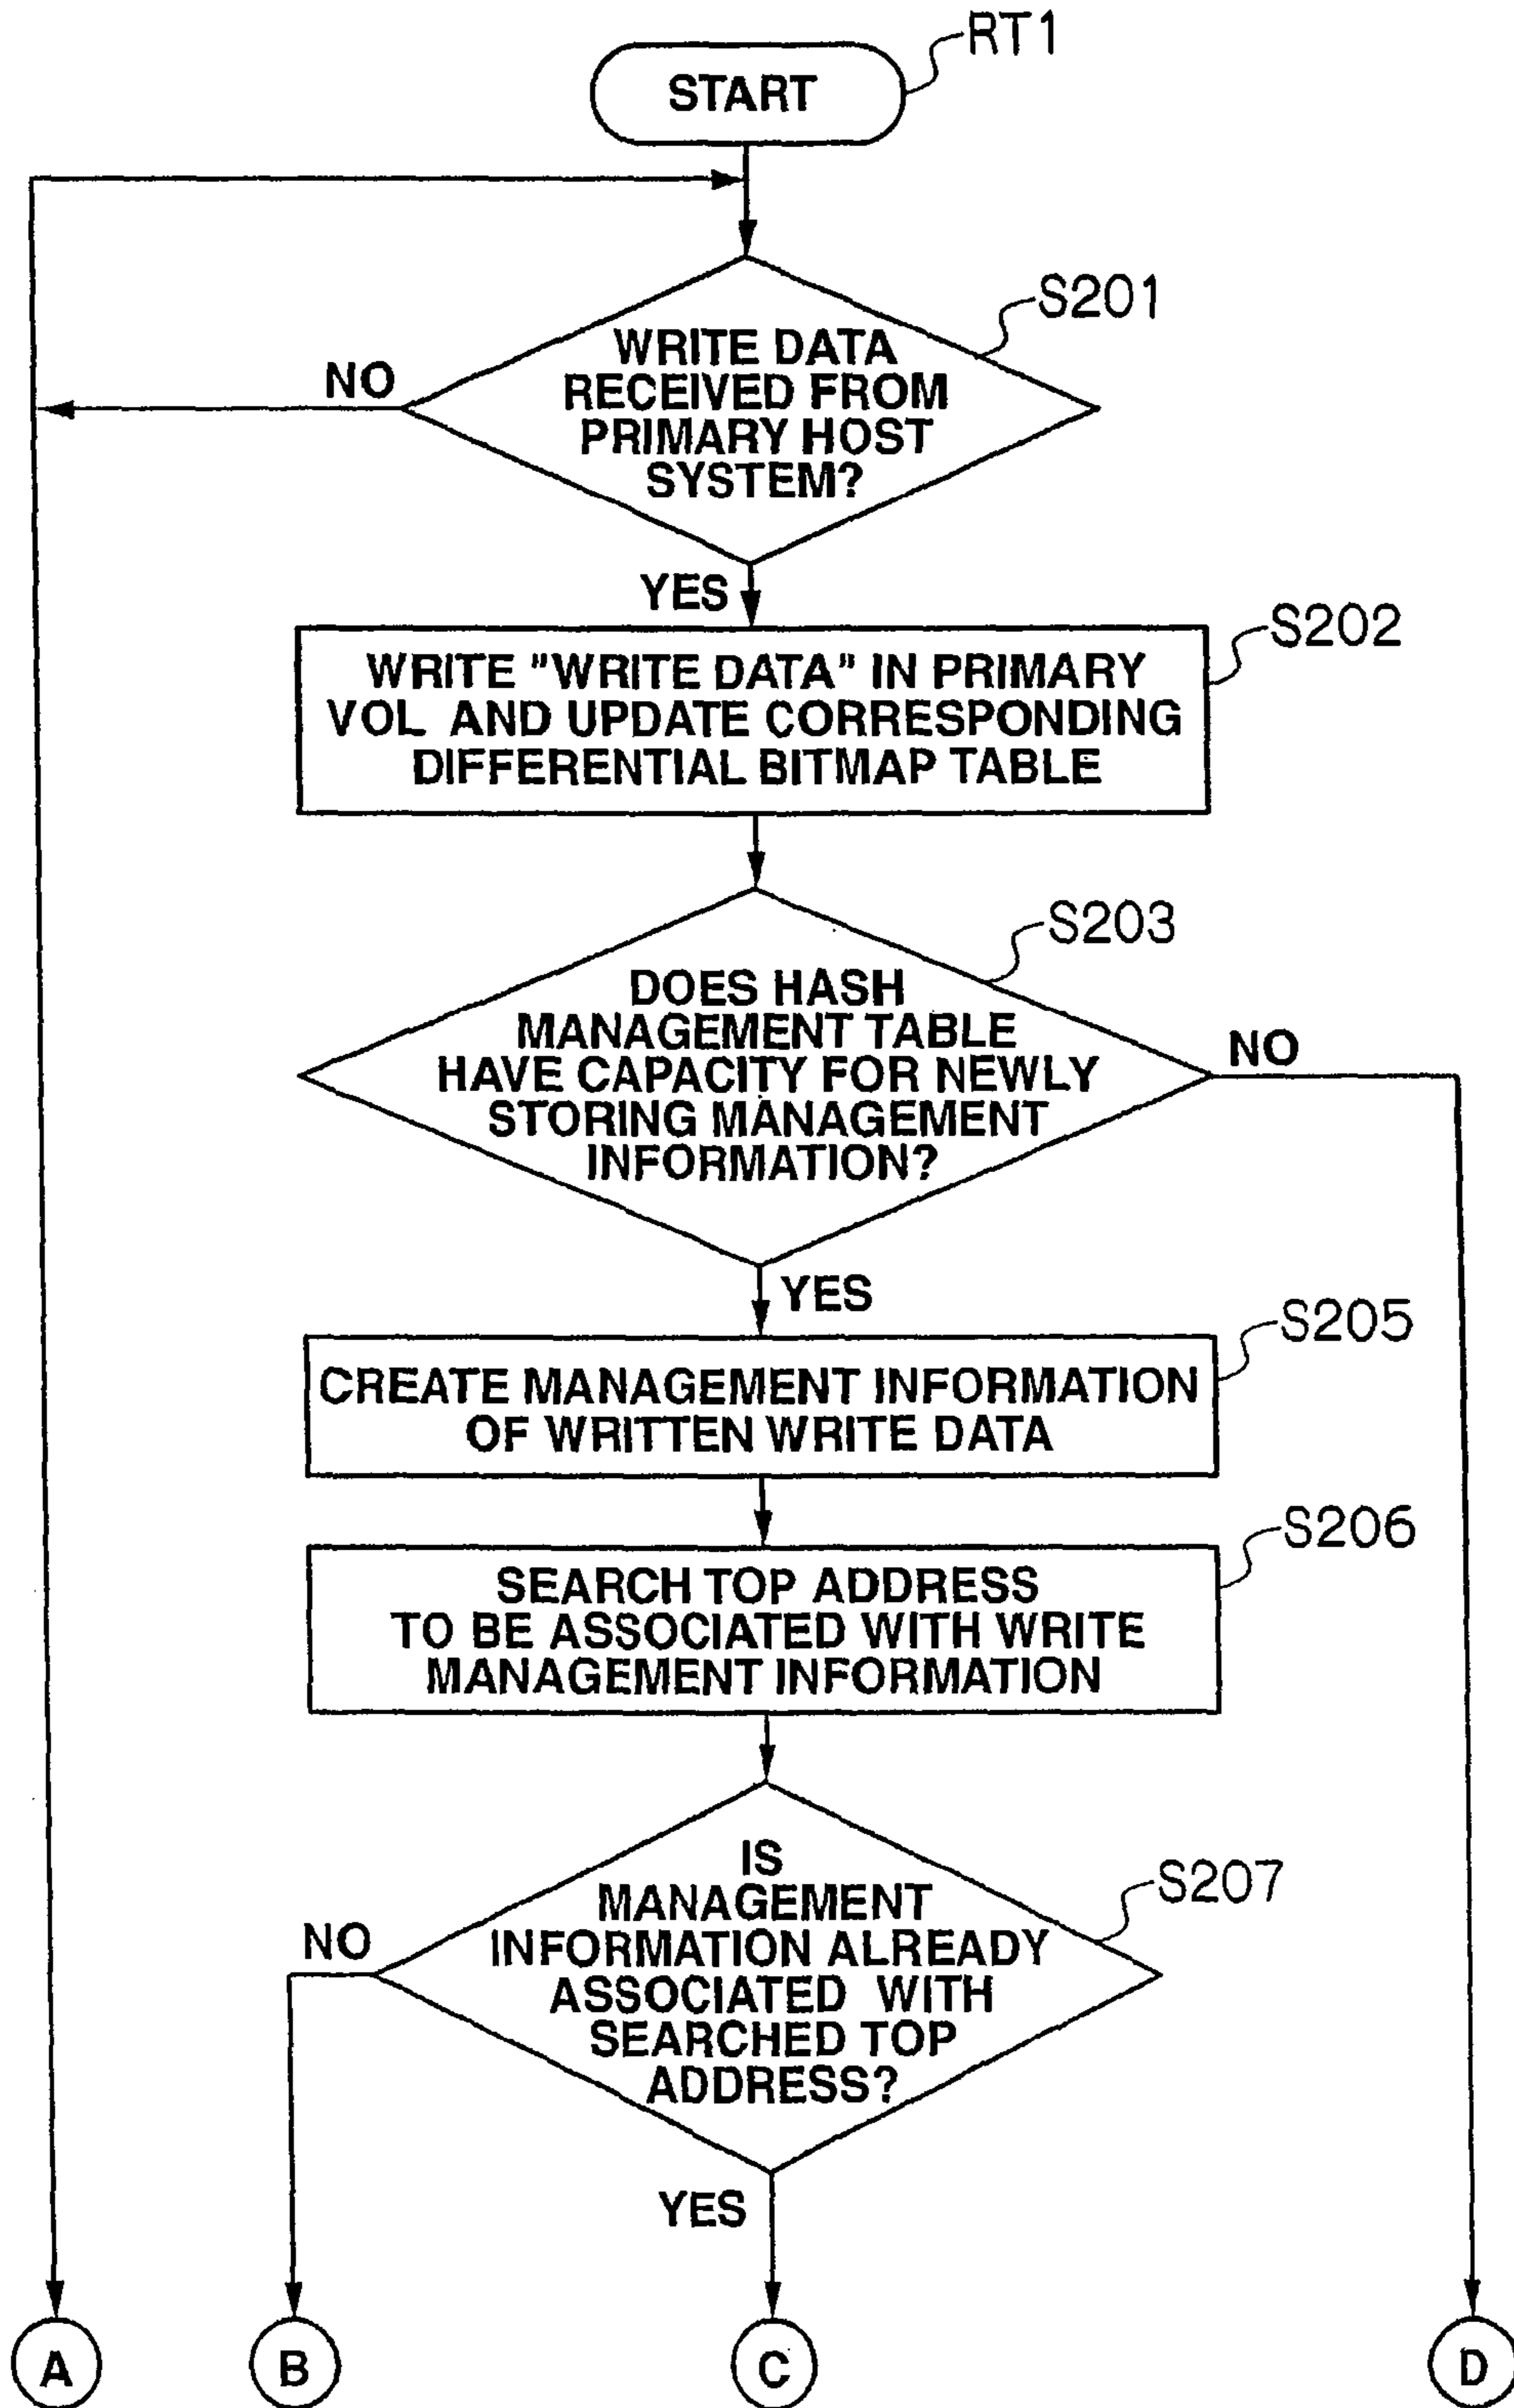 RT1
START
S201
WRITE DATA
RECEIVED FROM
PRIMARY HOST
SYSTEM?
NO
YES
S202
WRITE "WRITE DATA" IN PRIMARY
VOL AND UPDATE CORRESPONDING
DIFFERENTIAL BITMAP TABLE
S203
DOES HASH
MANAGEMENT TABLE
HAVE CAPACITY FOR NEWLY
STORING MANAGEMENT
INFORMATION?
NO
YES
S205
CREATE MANAGEMENT INFORMATION
OF WRITTEN WRITE DATA
S206
SEARCH TOP ADDRESS
TO BE ASSOCIATED WITH WRITE
MANAGEMENT INFORMATION
S207
IS
MANAGEMENT
INFORMATION ALREADY
ASSOCIATED WITH
SEARCHED TOP
ADDRESS?
NO
YES
A
B
C
D